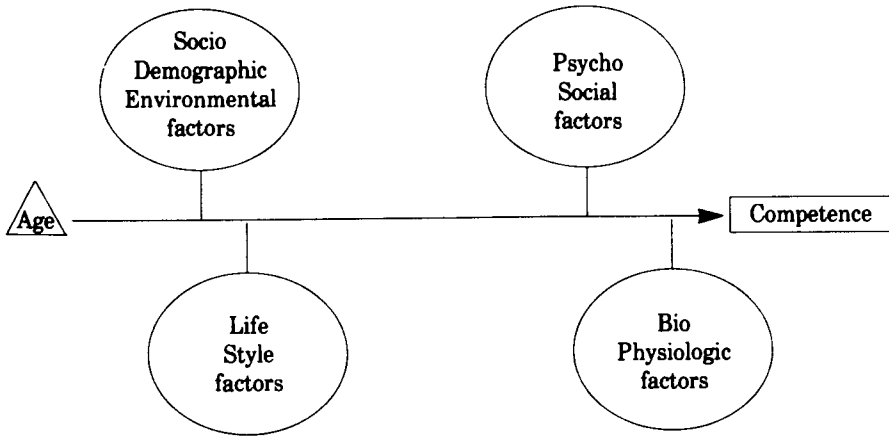 Socio
Demographic
Environmental
factors
Psycho
Social
factors
Age
Competence
Life
Style
factors
Bio
Physiologic
factors